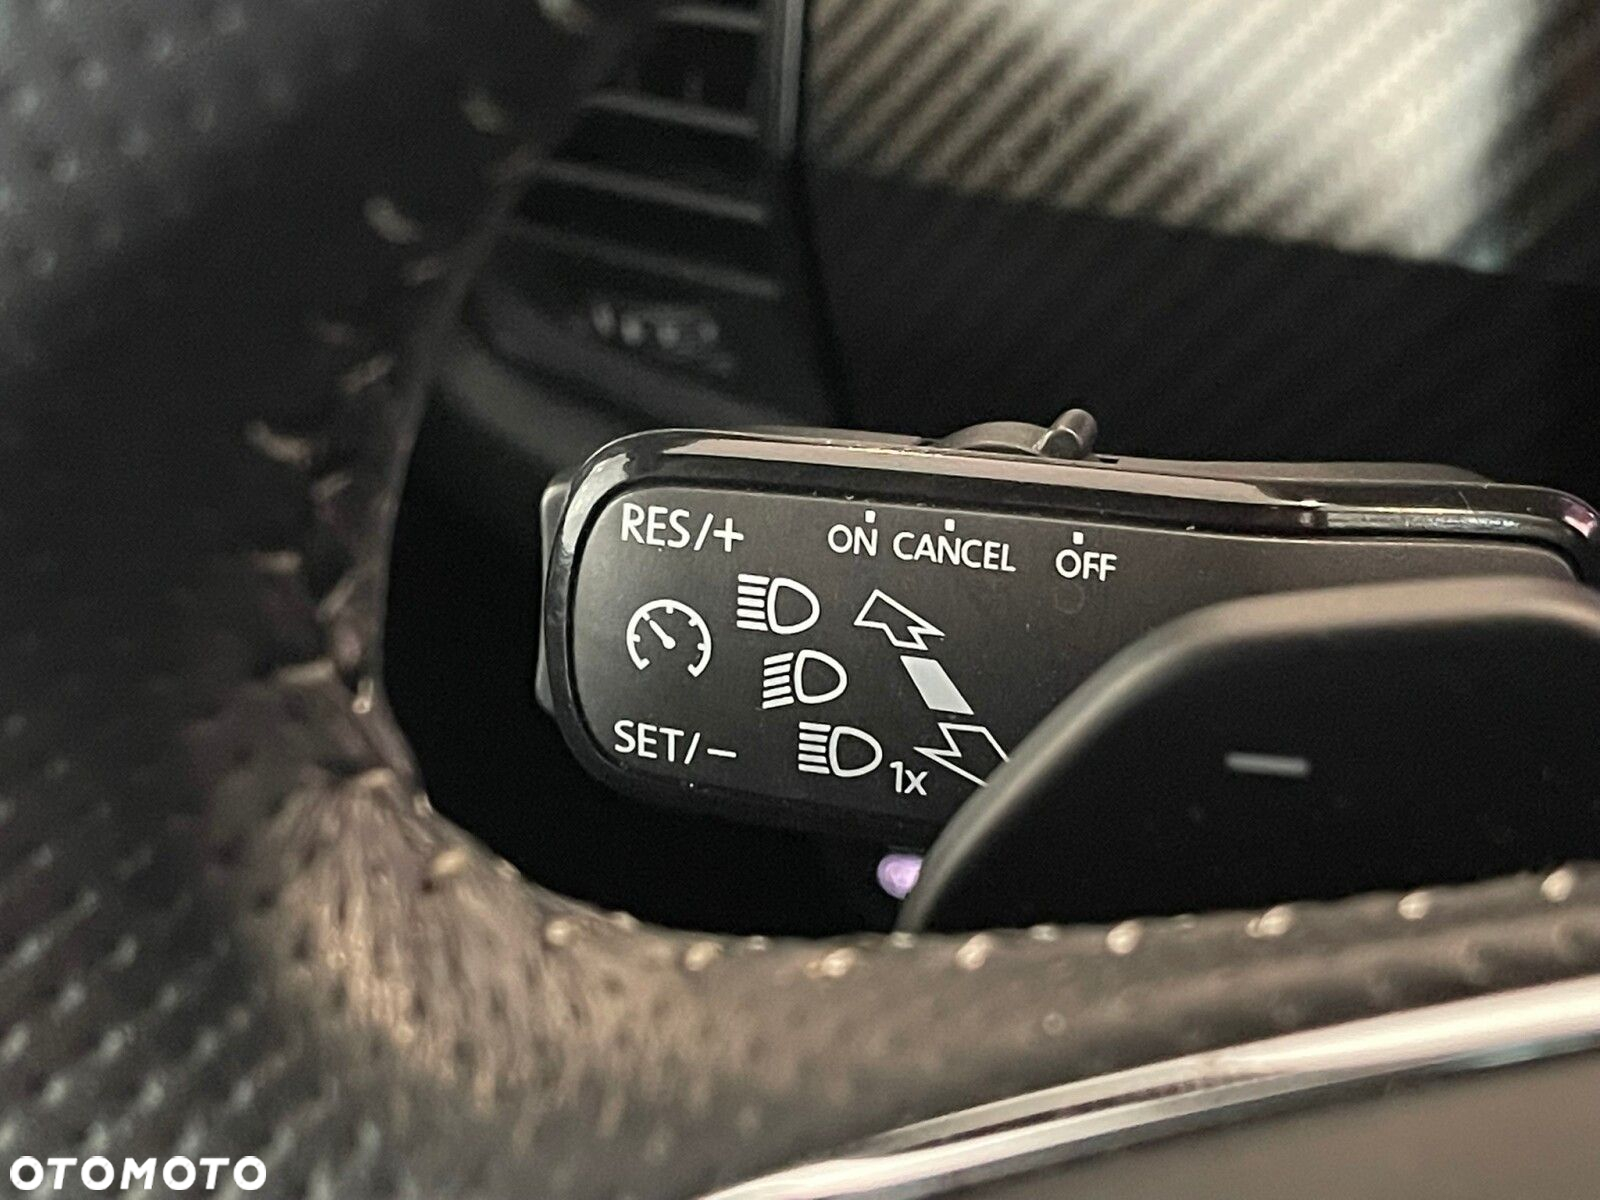 RES/+
ON CANCEL OFF
SET/–
1x
–
OTOMOTO